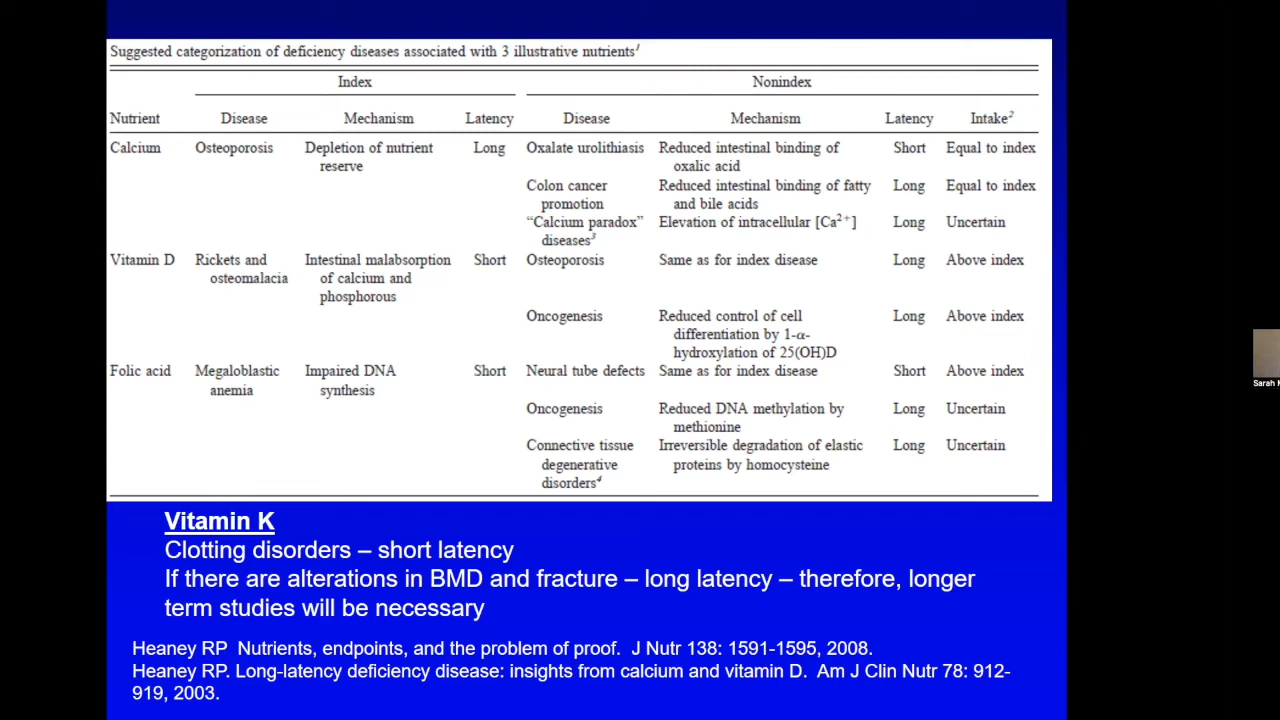 Suggested categorization of deficiency diseases associated with 3 illustrative nutrients¹
Index Nonindex
Nutrient Disease Mechanism Latency Disease Mechanism Latency Intake²
Calcium Osteoporosis Depletion of nutrient Long Oxalate urolithiasis Reduced intestinal binding of Short Equal to index
reserve oxalic acid
Colon cancer Reduced intestinal binding of fatty Long Equal to index
promotion and bile acids
“Calcium paradox” Elevation of intracellular [Ca²⁺] Long Uncertain
diseases³
Vitamin D Rickets and Intestinal malabsorption Short Osteoporosis Same as for index disease Long Above index
osteomalacia of calcium and
phosphorous
Oncogenesis Reduced control of cell Long Above index
differentiation by 1-α-
hydroxylation of 25(OH)D
Folic acid Megaloblastic Impaired DNA Short Neural tube defects Same as for index disease Short Above index
anemia synthesis
Oncogenesis Reduced DNA methylation by Long Uncertain
methionine
Connective tissue Irreversible degradation of elastic Long Uncertain
degenerative proteins by homocysteine
disorders⁴
Vitamin K
Clotting disorders – short latency
If there are alterations in BMD and fracture – long latency – therefore, longer
term studies will be necessary
Heaney RP Nutrients, endpoints, and the problem of proof. J Nutr 138: 1591-1595, 2008.
Heaney RP. Long-latency deficiency disease: insights from calcium and vitamin D. Am J Clin Nutr 78: 912-
919, 2003.
Sarah